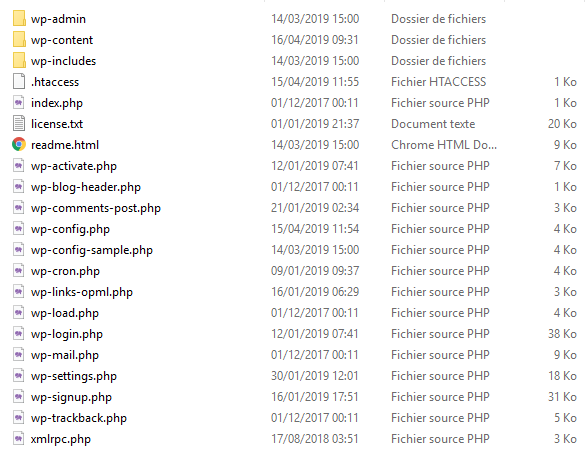 wp-admin 14/03/2019 15:00 Dossier de fichiers
wp-content 16/04/2019 09:31 Dossier de fichiers
wp-includes 14/03/2019 15:00 Dossier de fichiers
.htaccess 15/04/2019 11:55 Fichier HTACCESS 1 Ko
index.php 01/12/2017 00:11 Fichier source PHP 1 Ko
license.txt 01/01/2019 21:37 Document texte 20 Ko
readme.html 14/03/2019 15:00 Chrome HTML Do... 9 Ko
wp-activate.php 12/01/2019 07:41 Fichier source PHP 7 Ko
wp-blog-header.php 01/12/2017 00:11 Fichier source PHP 1 Ko
wp-comments-post.php 21/01/2019 02:34 Fichier source PHP 3 Ko
wp-config.php 15/04/2019 11:54 Fichier source PHP 4 Ko
wp-config-sample.php 14/03/2019 15:00 Fichier source PHP 4 Ko
wp-cron.php 09/01/2019 09:37 Fichier source PHP 4 Ko
wp-links-opml.php 16/01/2019 06:29 Fichier source PHP 3 Ko
wp-load.php 01/12/2017 00:11 Fichier source PHP 4 Ko
wp-login.php 12/01/2019 07:41 Fichier source PHP 38 Ko
wp-mail.php 01/12/2017 00:11 Fichier source PHP 9 Ko
wp-settings.php 30/01/2019 12:01 Fichier source PHP 18 Ko
wp-signup.php 16/01/2019 17:51 Fichier source PHP 31 Ko
wp-trackback.php 01/12/2017 00:11 Fichier source PHP 5 Ko
xmlrpc.php 17/08/2018 03:51 Fichier source PHP 3 Ko